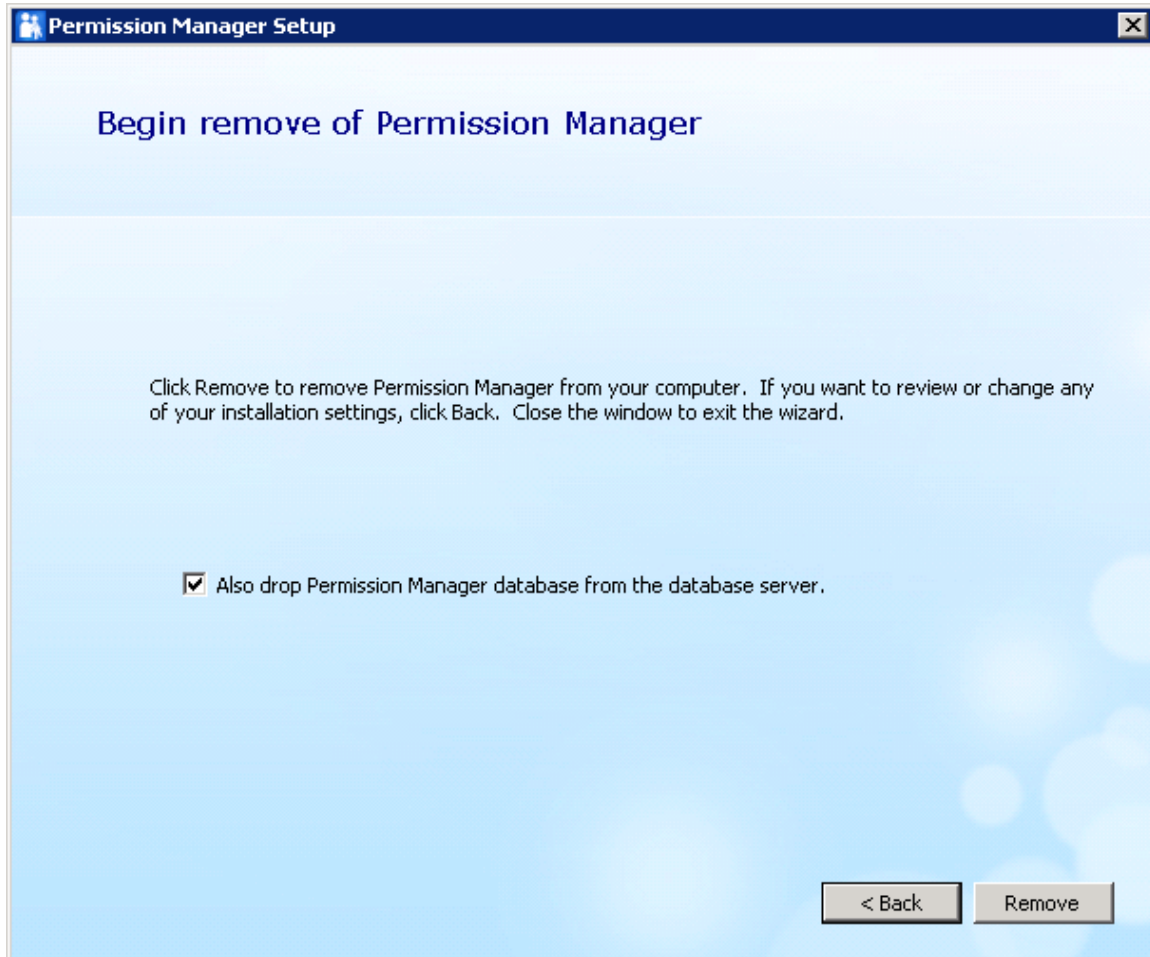 Permission Manager Setup
Begin remove of Permission Manager
Click Remove to remove Permission Manager from your computer.  If you want to review or change any
of your installation settings, click Back.  Close the window to exit the wizard.
Also drop Permission Manager database from the database server.
< Back
Remove